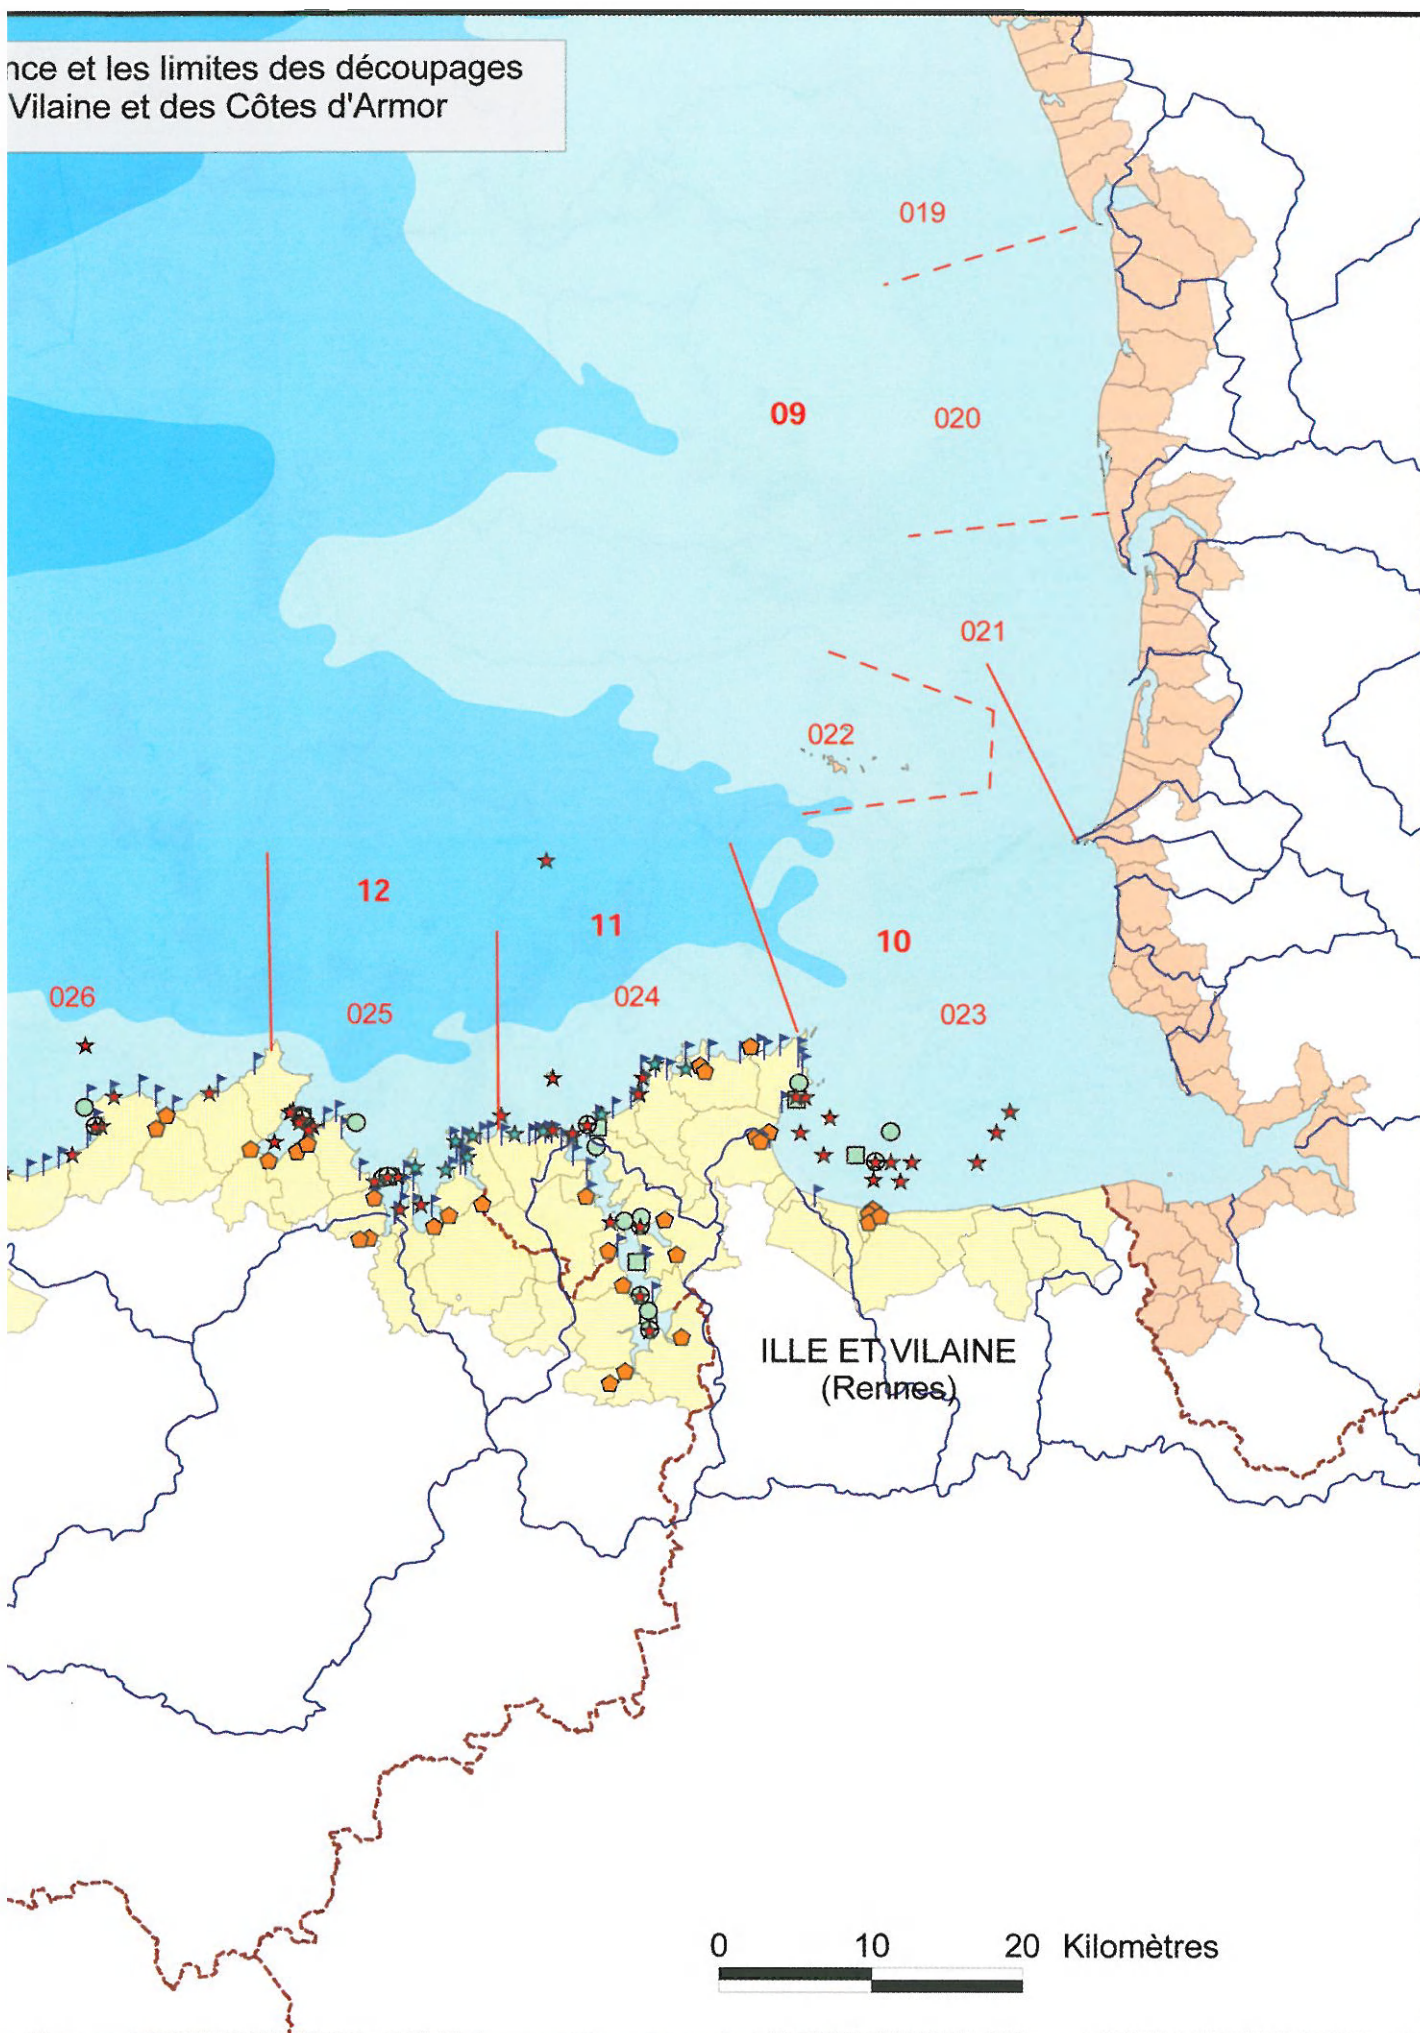 nce et les limites des découpages
Vilaine et des Côtes d'Armor
019
09
020
021
022
12
11
10
026
025
024
023
ILLE ET VILAINE
(Rennes)
0 10 20 Kilomètres